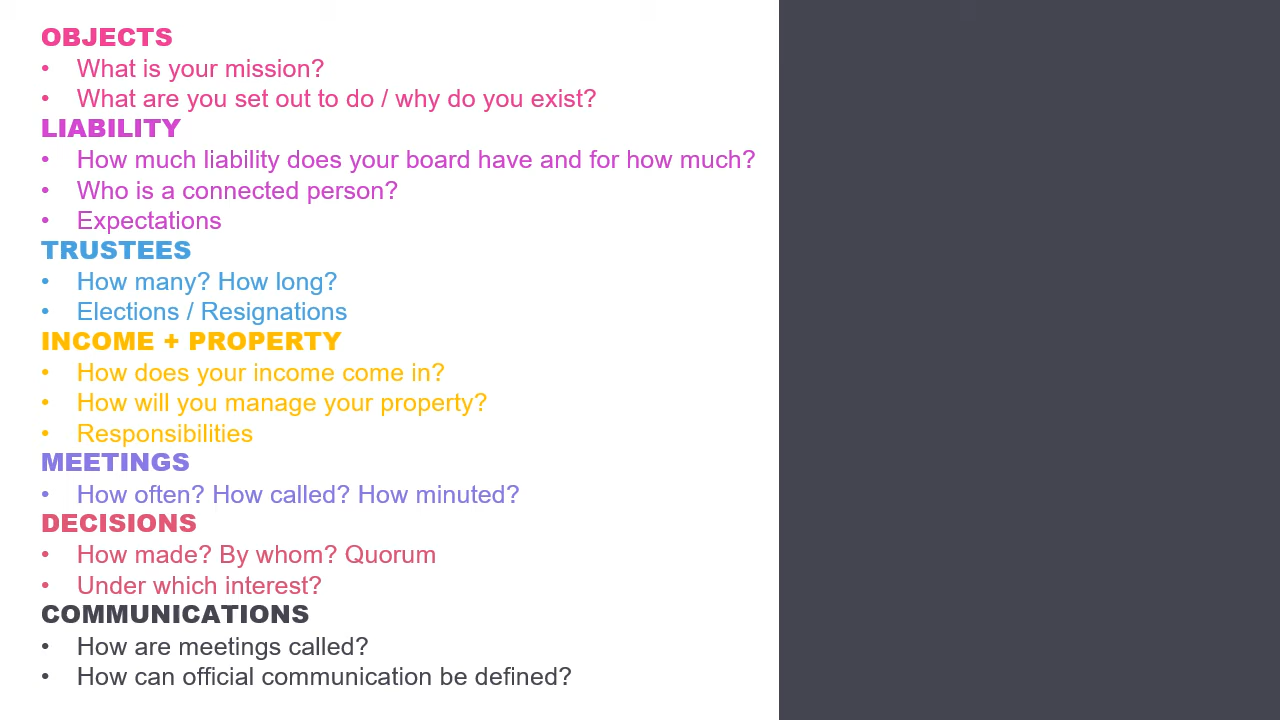 OBJECTS
• What is your mission?
• What are you set out to do / why do you exist?
LIABILITY
• How much liability does your board have and for how much?
• Who is a connected person?
• Expectations
TRUSTEES
• How many? How long?
• Elections / Resignations
INCOME + PROPERTY
• How does your income come in?
• How will you manage your property?
• Responsibilities
MEETINGS
• How often? How called? How minuted?
DECISIONS
• How made? By whom? Quorum
• Under which interest?
COMMUNICATIONS
• How are meetings called?
• How can official communication be defined?